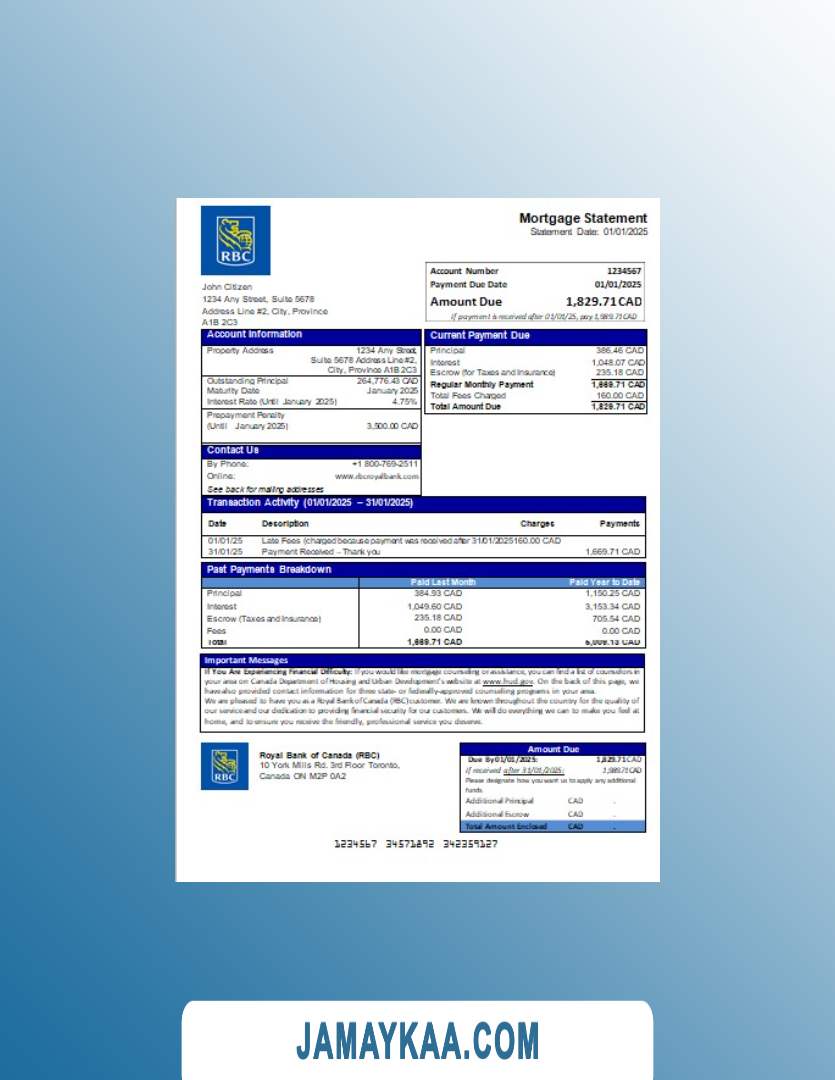 RBC
Mortgage Statement
Statement Date: 01/01/2025
Account Number 1234567
Payment Due Date 01/01/2025
Amount Due 1,829.71CAD
If payment is received after 01/01/25, pay 1,989.71CAD
John Citizen
1234 Any Street, Suite 5678
Address Line #2, City, Province
A1B 2C3
Account Information
Property Address 1234 Any Street,
Suite 5678 Address Line #2,
City, Province A1B 2C3
Outstanding Principal 264,776.43 CAD
Maturity Date January 2025
Interest Rate (Until January 2025) 4.75%
Prepayment Penalty
(Until January 2025) 3,500.00 CAD
Contact Us
By Phone: +1 800-769-2511
Online: www.rbcroyalbank.com
See back for mailing addresses
Current Payment Due
Principal 386.46 CAD
Interest 1,048.07 CAD
Escrow (for Taxes and Insurance) 235.18 CAD
Regular Monthly Payment 1,669.71 CAD
Total Fees Charged 160.00 CAD
Total Amount Due 1,829.71 CAD
Transaction Activity (01/01/2025 – 31/01/2025)
Date Description Charges Payments
01/01/25 Late Fees (charged because payment was received after 31/01/2025160.00 CAD
31/01/25 Payment Received – Thank you 1,669.71 CAD
Past Payments Breakdown
Paid Last Month Paid Year to Date
Principal 384.93 CAD 1,150.25 CAD
Interest 1,049.60 CAD 3,153.34 CAD
Escrow (Taxes and Insurance) 235.18 CAD 705.54 CAD
Fees 0.00 CAD 0.00 CAD
Total 1,669.71 CAD 5,009.13 CAD
Important Messages
If You Are Experiencing Financial Difficulty: If you would like mortgage counseling or assistance, you can find a list of counselors in
your area on Canada Department of Housing and Urban Development's website at www.hud.gov. On the back of this page, we
have also provided contact information for three state- or federally-approved counseling programs in your area.
We are pleased to have you as a Royal Bank of Canada (RBC) customer. We are known throughout the country for the quality of
our service and our dedication to providing financial security for our customers. We will do everything we can to make you feel at
home, and to ensure you receive the friendly, professional service you deserve.
RBC
Royal Bank of Canada (RBC)
10 York Mills Rd. 3rd Floor Toronto,
Canada ON M2P 0A2
Amount Due
Due By 01/01/2025: 1,829.71CAD
If received after 31/01/2025: 1,989.71CAD
Please designate how you want us to apply any additional
funds
Additional Principal CAD .
Additional Escrow CAD .
Total Amount Enclosed CAD .
1234567 34571892 342359127
JAMAYKAA.COM